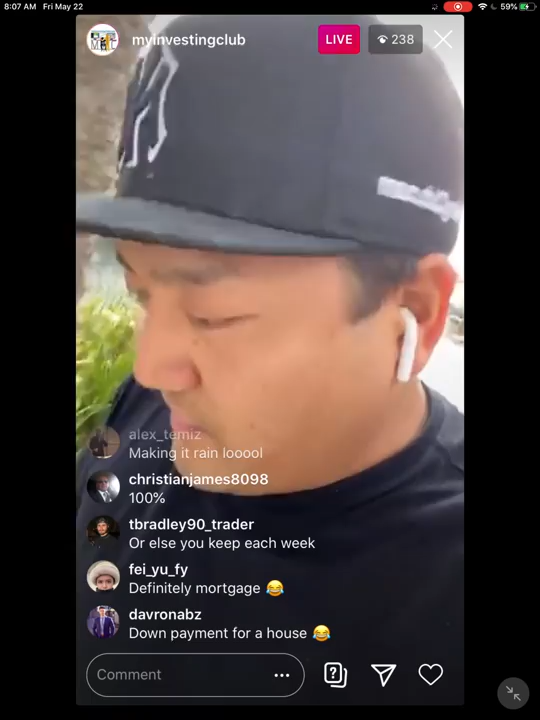 8:07 AM Fri May 22
59%
myinvestingclub
LIVE
238
alex_temiz
Making it rain looool
christianjames8098
100%
tbradley90_trader
Or else you keep each week
fei_yu_fy
Definitely mortgage 😂
davronabz
Down payment for a house 😂
Comment